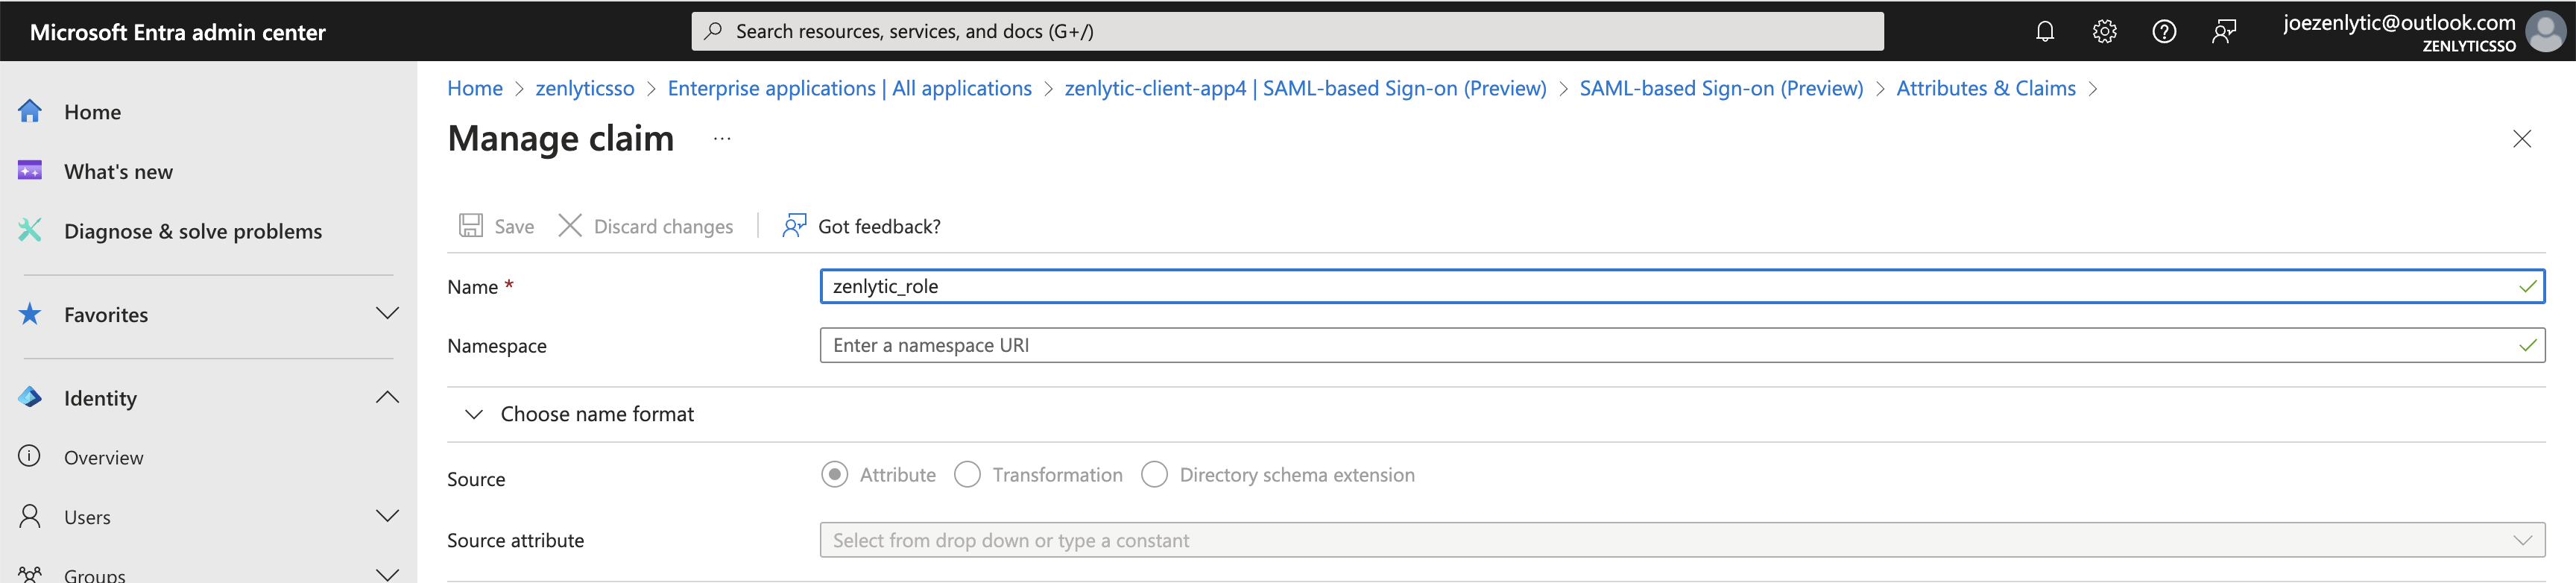 Microsoft Entra admin center
Search resources, services, and docs (G+/)
joezenlytic@outlook.com
ZENLYTICSSO
Home
What's new
Diagnose & solve problems
Favorites
Identity
Overview
Users
Groups
Home > zenlyticsso > Enterprise applications | All applications > zenlytic-client-app4 | SAML-based Sign-on (Preview) > SAML-based Sign-on (Preview) > Attributes & Claims >
Manage claim ...
Save Discard changes | Got feedback?
Name * zenlytic_role
Namespace Enter a namespace URI
Choose name format
Source Attribute Transformation Directory schema extension
Source attribute Select from drop down or type a constant